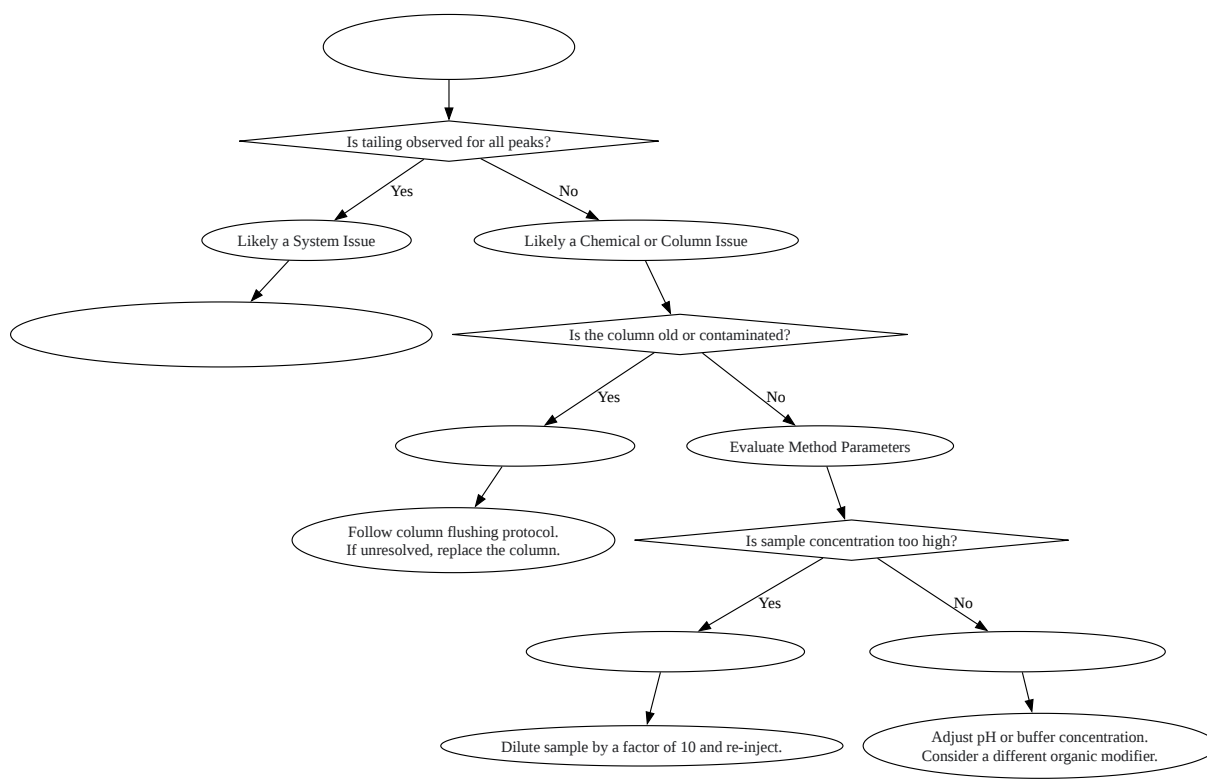 Is tailing observed for all peaks?
Yes
No
Likely a System Issue
Likely a Chemical or Column Issue
Is the column old or contaminated?
Yes
No
Evaluate Method Parameters
Follow column flushing protocol.
If unresolved, replace the column.
Is sample concentration too high?
Yes
No
Dilute sample by a factor of 10 and re-inject.
Adjust pH or buffer concentration.
Consider a different organic modifier.